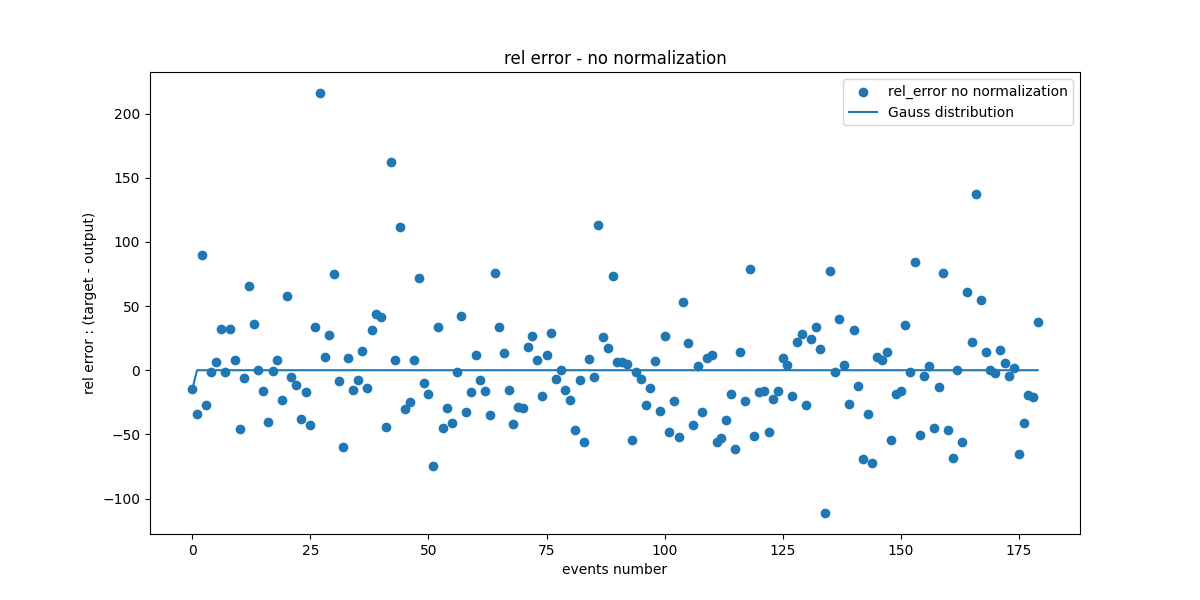 rel error - no normalization
rel_error no normalization
Gauss distribution
rel error : (target - output)
200
150
100
50
0
−50
−100
0 25 50 75 100 125 150 175
events number